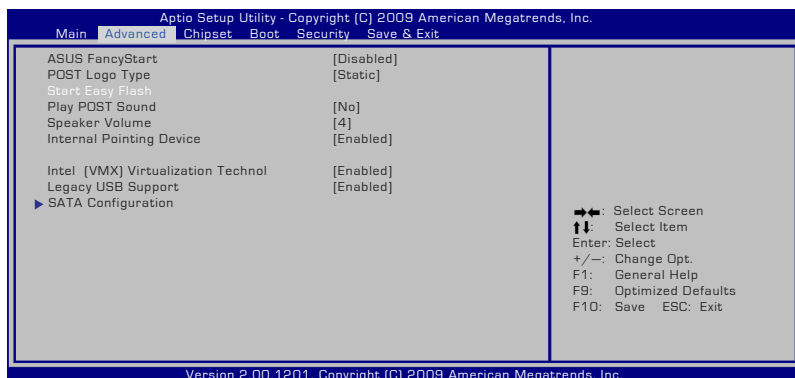 Aptio Setup Utility - Copyright (C) 2009 American Megatrends, Inc.
Main Advanced Chipset Boot Security Save & Exit
ASUS FancyStart [Disabled]
POST Logo Type [Static]
Start Easy Flash
Play POST Sound [No]
Speaker Volume [4]
Internal Pointing Device [Enabled]
Intel (VMX) Virtualization Technol [Enabled]
Legacy USB Support [Enabled]
SATA Configuration
→←: Select Screen
↑↓: Select Item
Enter: Select
+/—: Change Opt.
F1: General Help
F9: Optimized Defaults
F10: Save ESC: Exit
Version 2.00.1201. Copyright (C) 2009 American Megatrends, Inc.